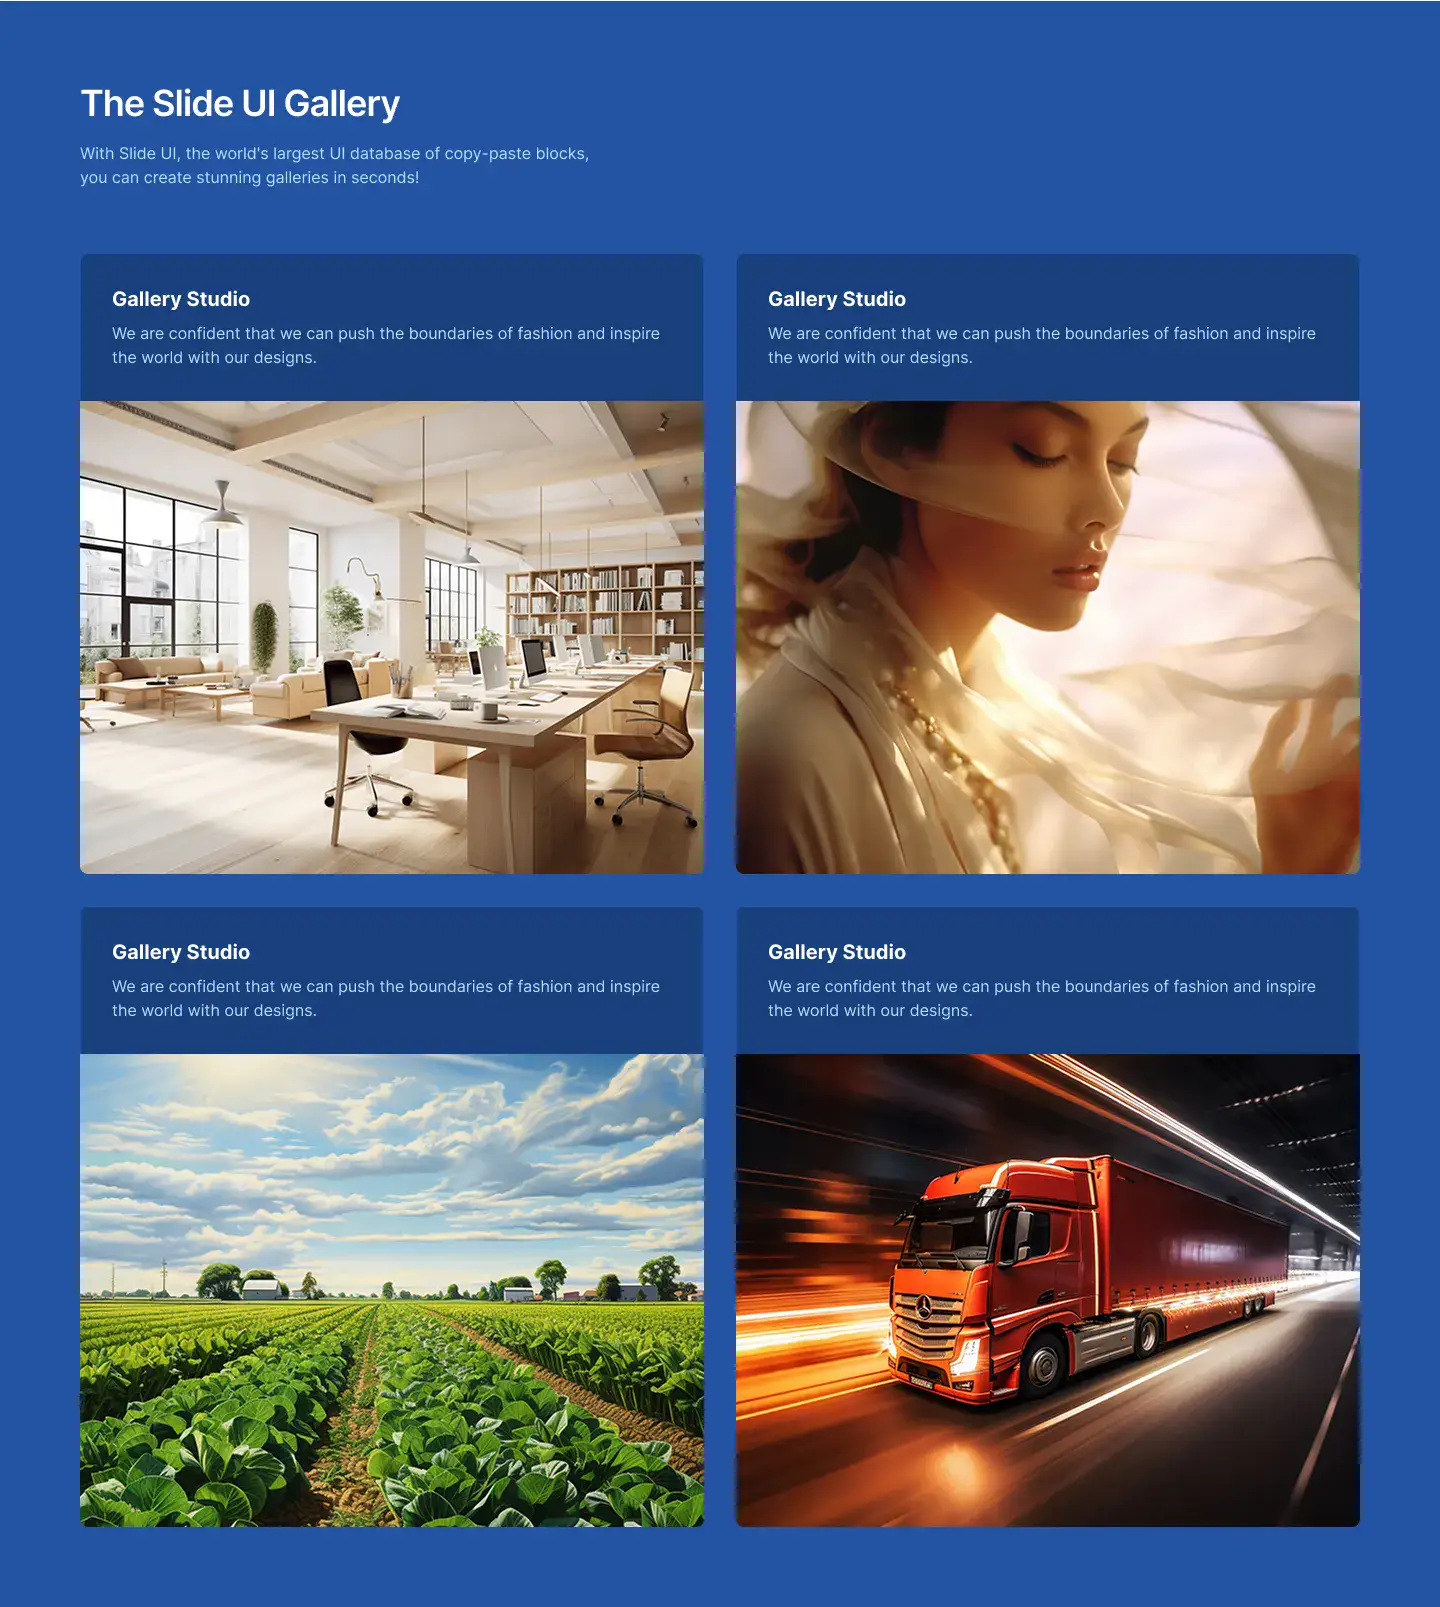 The Slide UI Gallery
With Slide UI, the world's largest UI database of copy-paste blocks,
you can create stunning galleries in seconds!
Gallery Studio
We are confident that we can push the boundaries of fashion and inspire
the world with our designs.
Gallery Studio
We are confident that we can push the boundaries of fashion and inspire
the world with our designs.
Gallery Studio
We are confident that we can push the boundaries of fashion and inspire
the world with our designs.
Gallery Studio
We are confident that we can push the boundaries of fashion and inspire
the world with our designs.